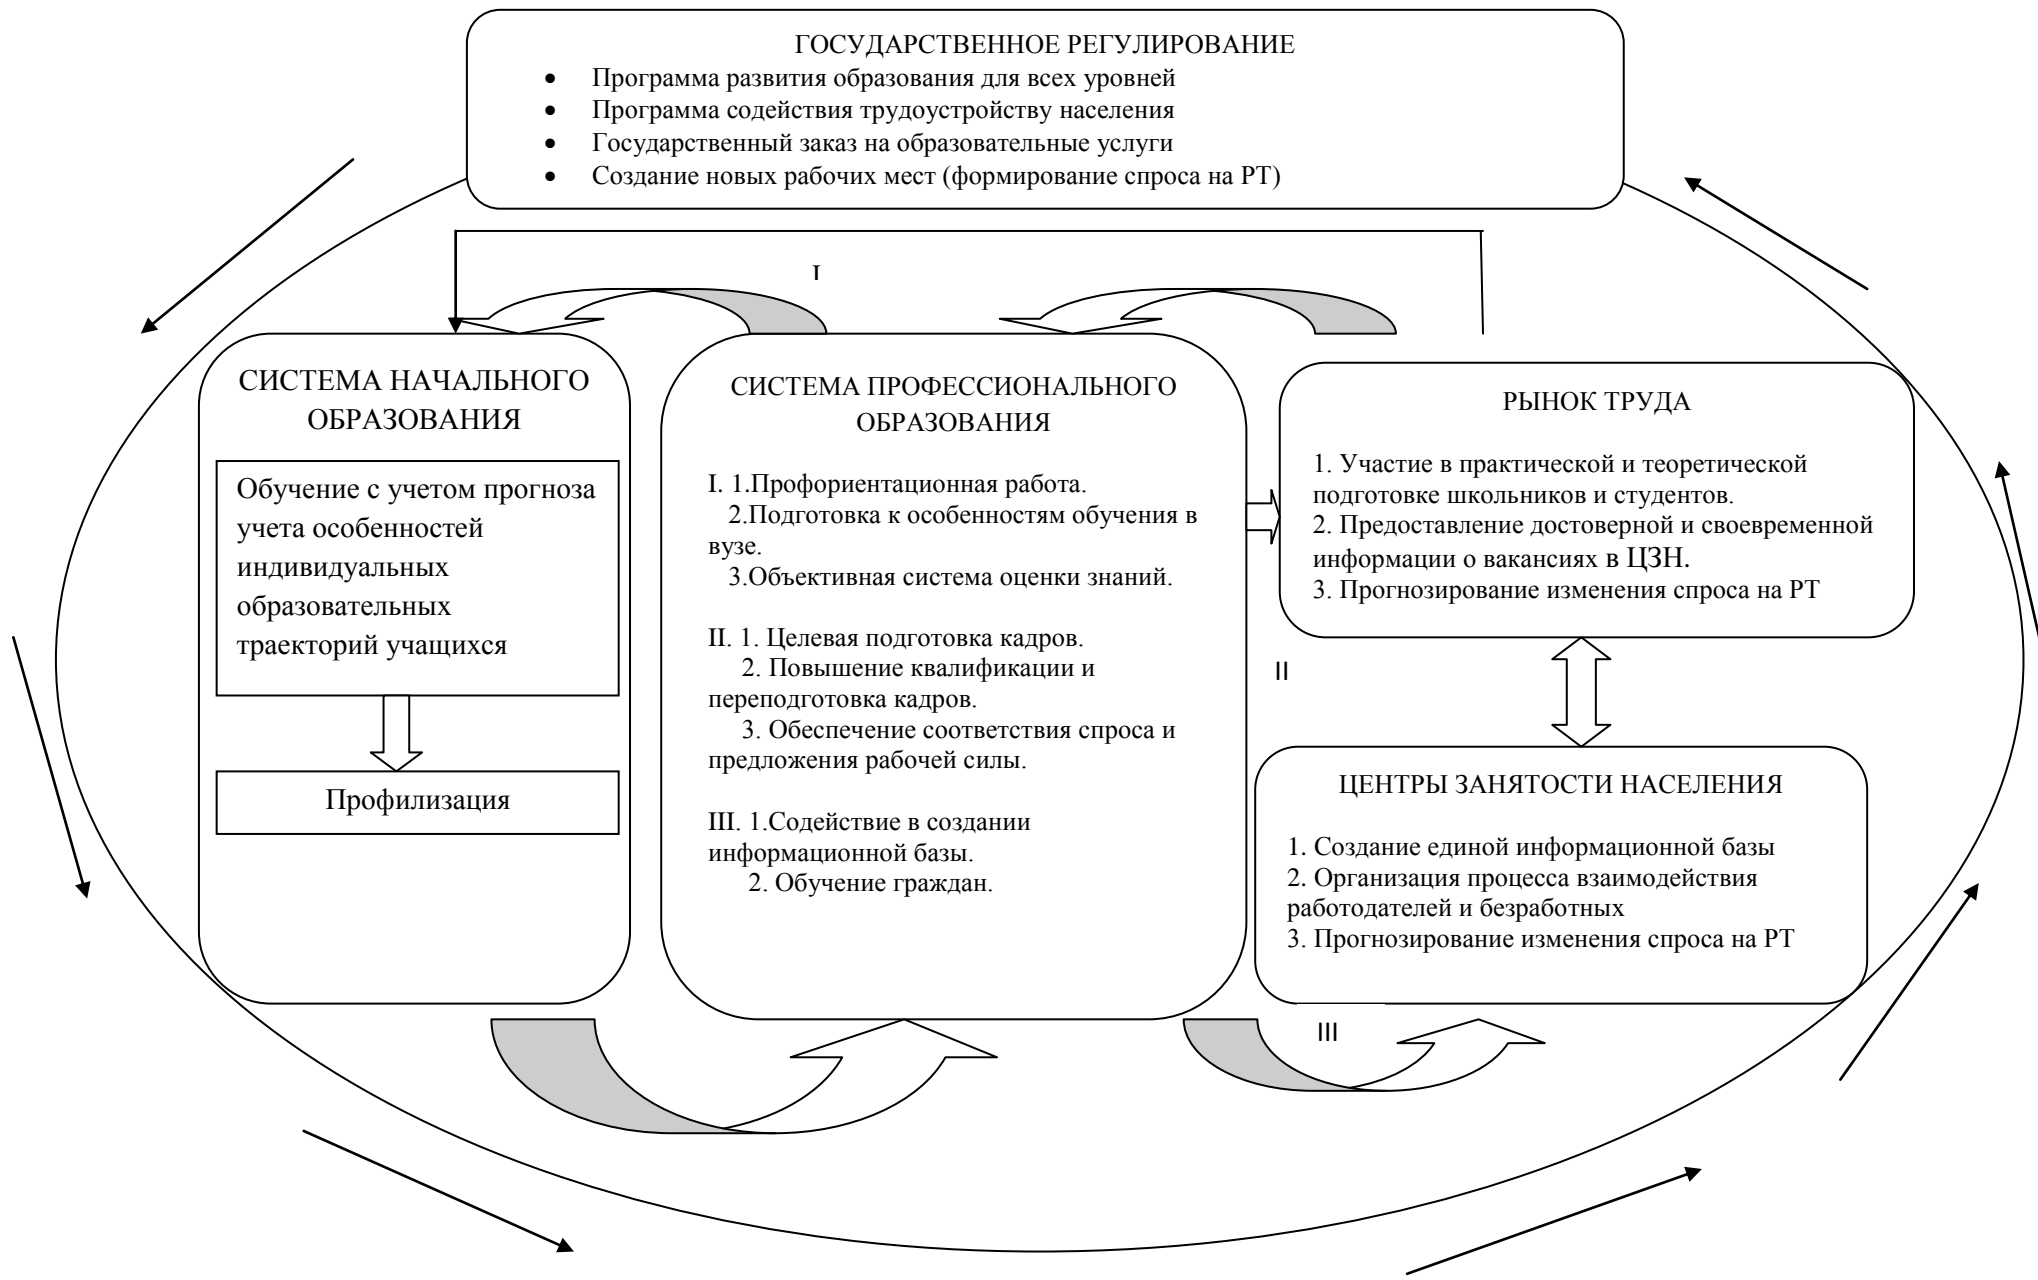 ГОСУДАРСТВЕННОЕ РЕГУЛИРОВАНИЕ
• Программа развития образования для всех уровней
• Программа содействия трудоустройству населения
• Государственный заказ на образовательные услуги
• Создание новых рабочих мест (формирование спроса на РТ)
I
СИСТЕМА НАЧАЛЬНОГО
ОБРАЗОВАНИЯ
Обучение с учетом прогноза
учета особенностей
индивидуальных
образовательных
траекторий учащихся
Профилизация
СИСТЕМА ПРОФЕССИОНАЛЬНОГО
ОБРАЗОВАНИЯ
I. 1.Профориентационная работа.
2.Подготовка к особенностям обучения в
вузе.
3.Объективная система оценки знаний.
II. 1. Целевая подготовка кадров.
2. Повышение квалификации и
переподготовка кадров.
3. Обеспечение соответствия спроса и
предложения рабочей силы.
III. 1.Содействие в создании
информационной базы.
2. Обучение граждан.
РЫНОК ТРУДА
1. Участие в практической и теоретической
подготовке школьников и студентов.
2. Предоставление достоверной и своевременной
информации о вакансиях в ЦЗН.
3. Прогнозирование изменения спроса на РТ
II
ЦЕНТРЫ ЗАНЯТОСТИ НАСЕЛЕНИЯ
1. Создание единой информационной базы
2. Организация процесса взаимодействия
работодателей и безработных
3. Прогнозирование изменения спроса на РТ
III